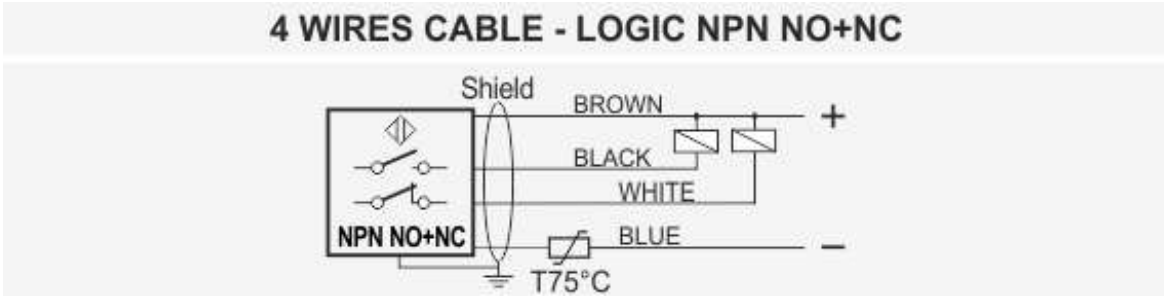 4 WIRES CABLE - LOGIC NPN NO+NC
Shield
BROWN
+
BLACK
WHITE
NPN NO+NC
BLUE
−
T75°C